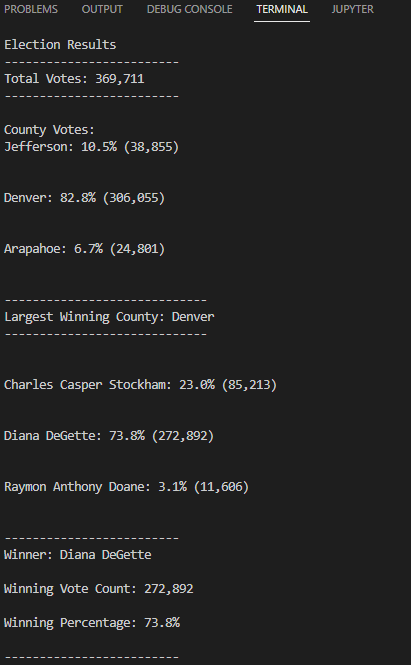 PROBLEMS OUTPUT DEBUG CONSOLE TERMINAL JUPYTER
Election Results
-------------------------
Total Votes: 369,711
-------------------------
County Votes:
Jefferson: 10.5% (38,855)
Denver: 82.8% (306,055)
Arapahoe: 6.7% (24,801)
-----------------------------
Largest Winning County: Denver
-----------------------------
Charles Casper Stockham: 23.0% (85,213)
Diana DeGette: 73.8% (272,892)
Raymon Anthony Doane: 3.1% (11,606)
-------------------------
Winner: Diana DeGette
Winning Vote Count: 272,892
Winning Percentage: 73.8%
-------------------------